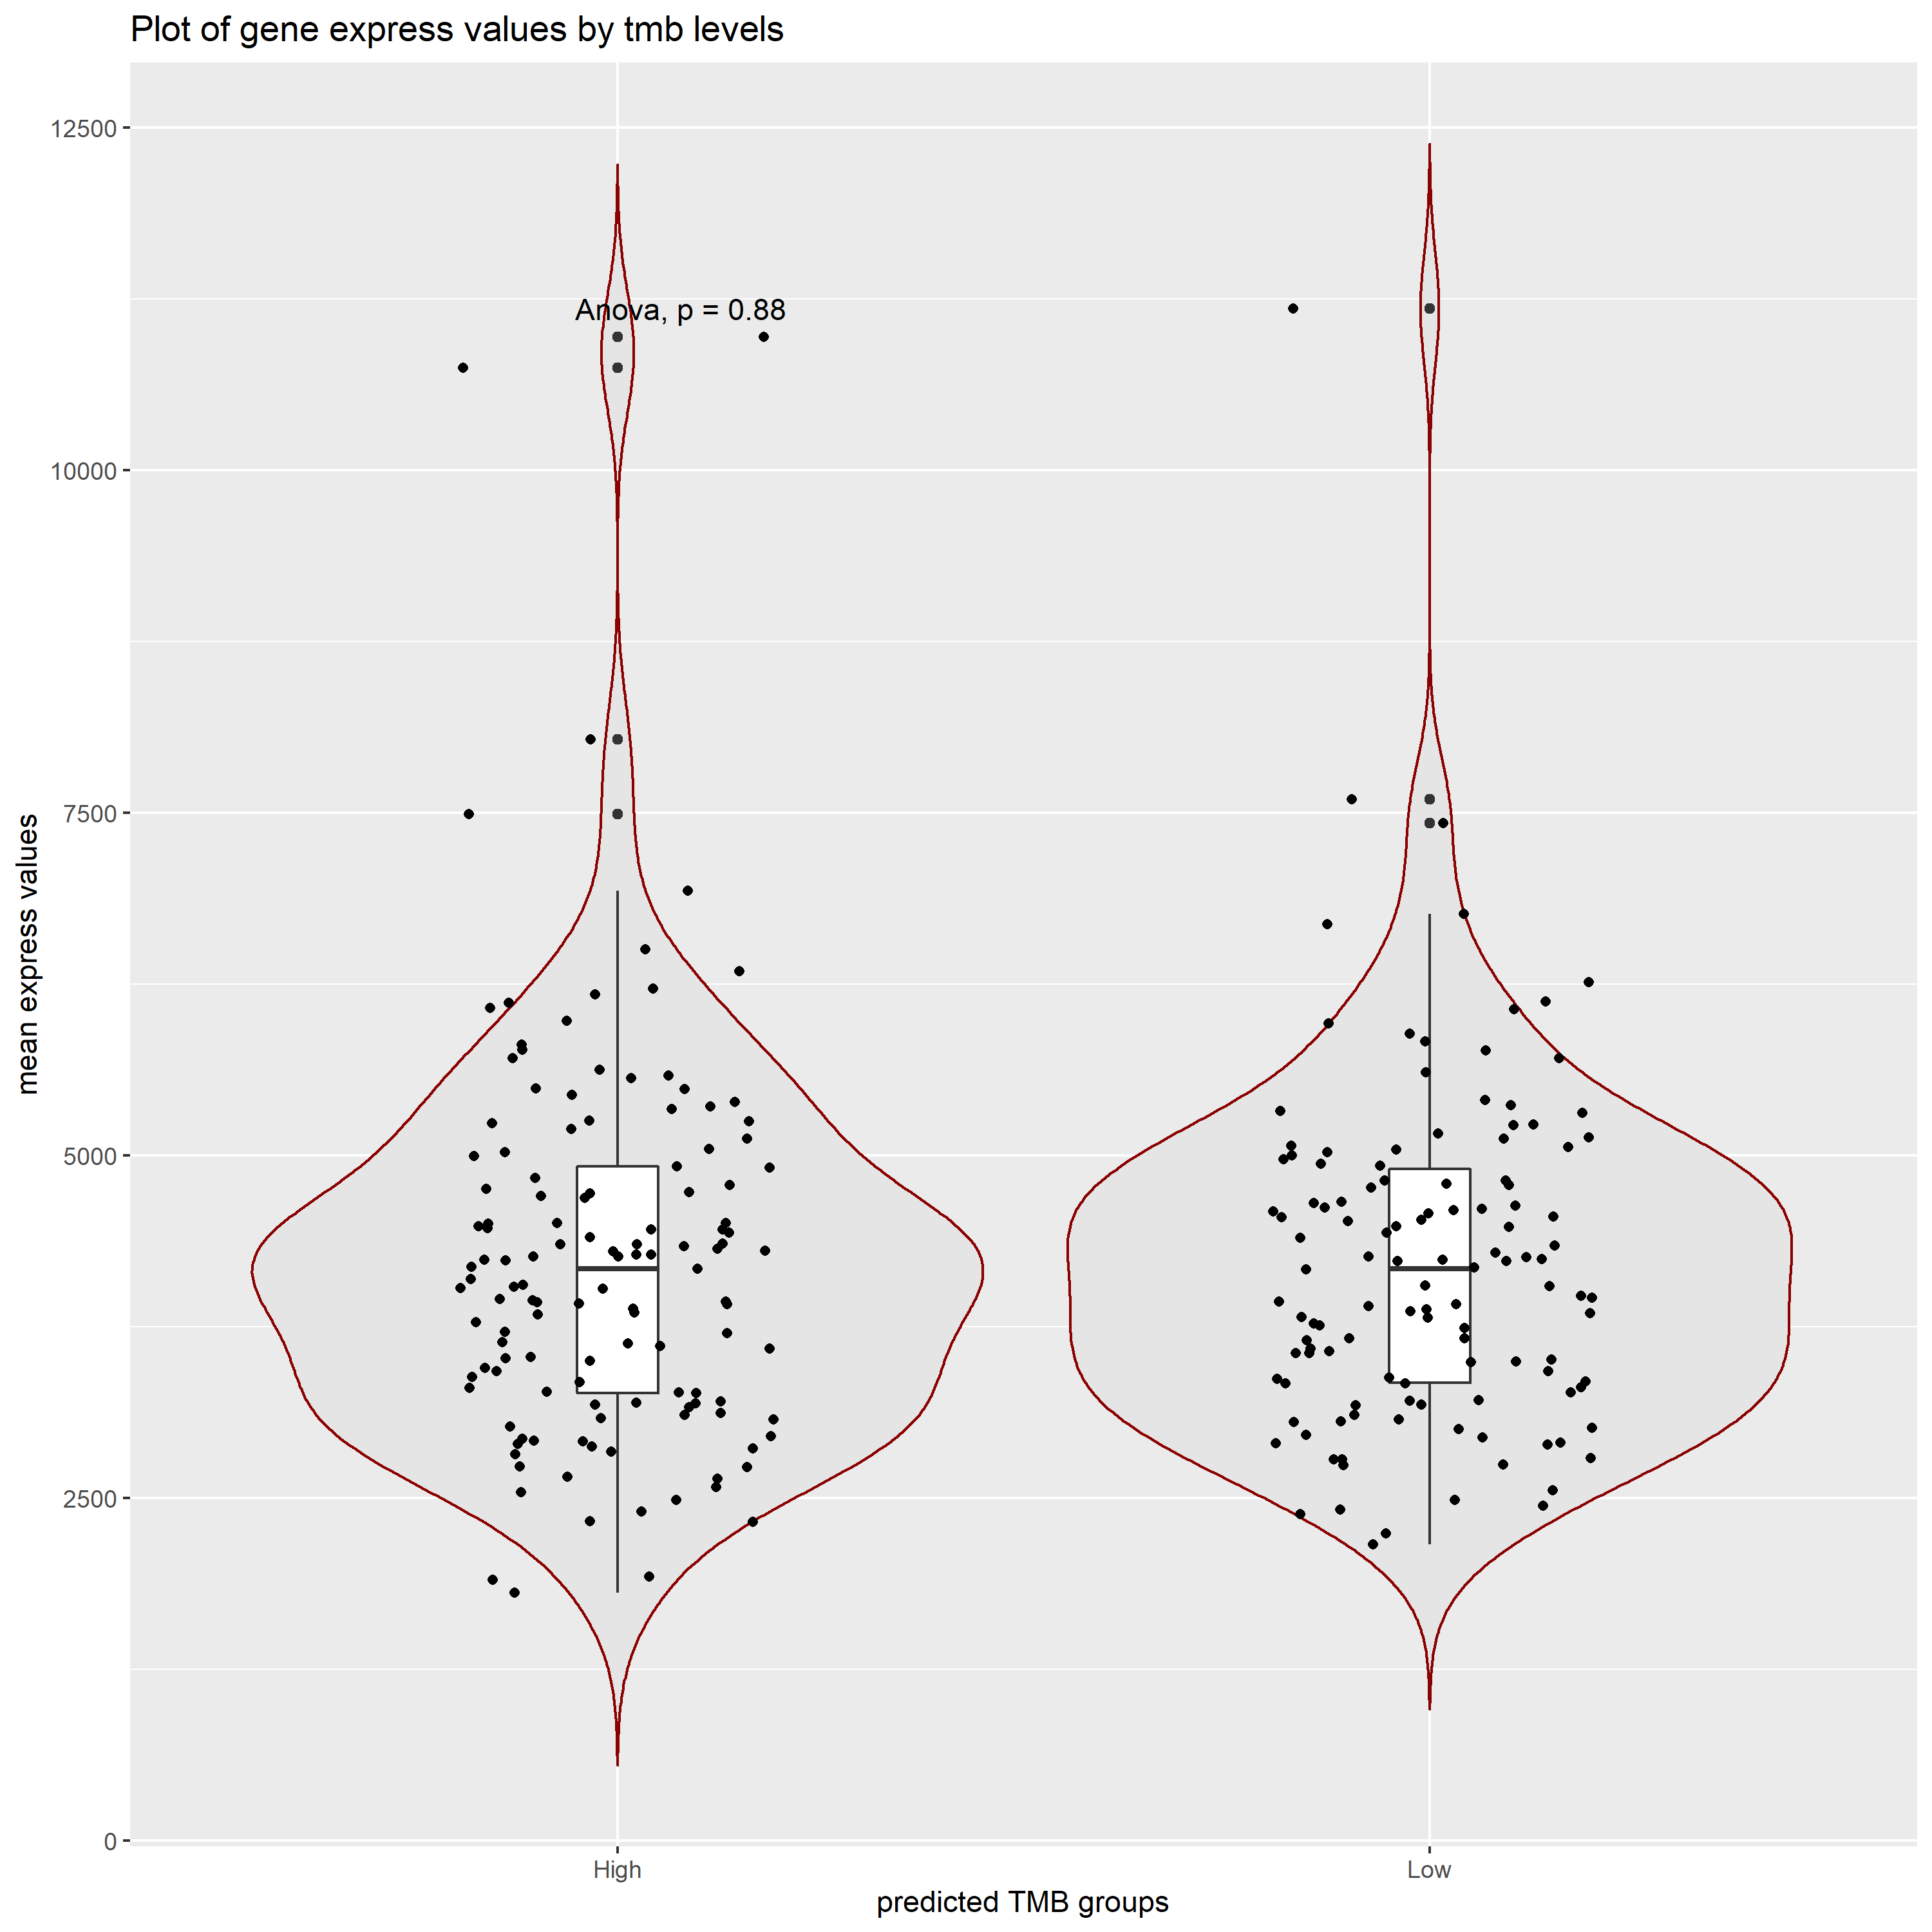 Plot of gene express values by tmb levels
12500
Anova, p = 0.88
10000
7500
mean express values
5000
2500
0
High
Low
predicted TMB groups